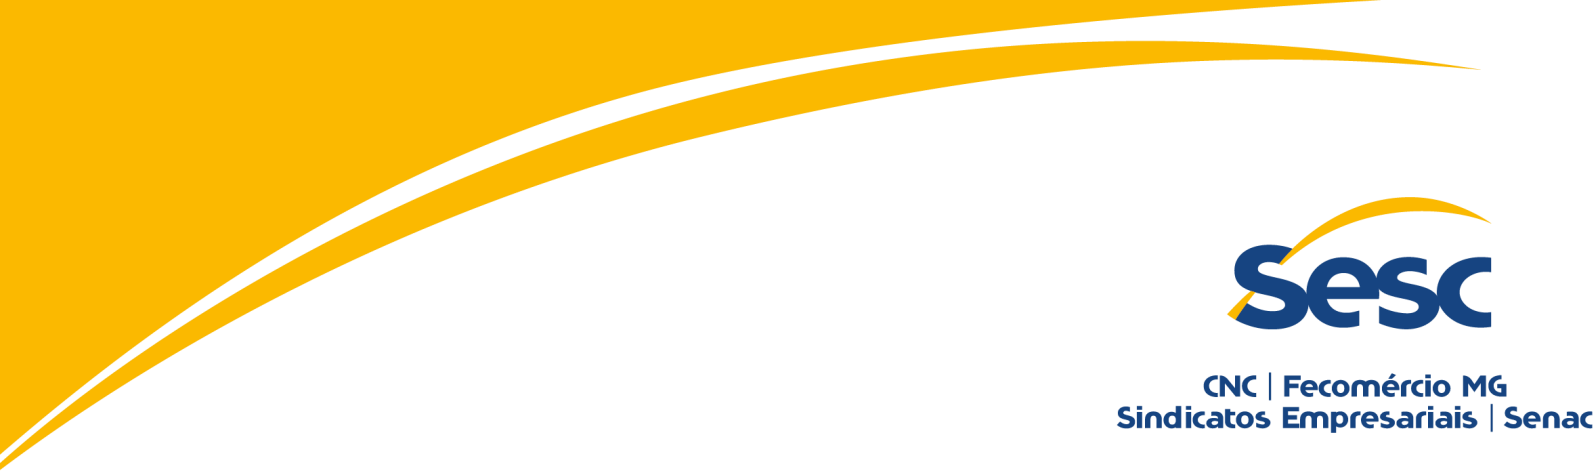 Sesc
CNC | Fecomércio MG
Sindicatos Empresariais | Senac